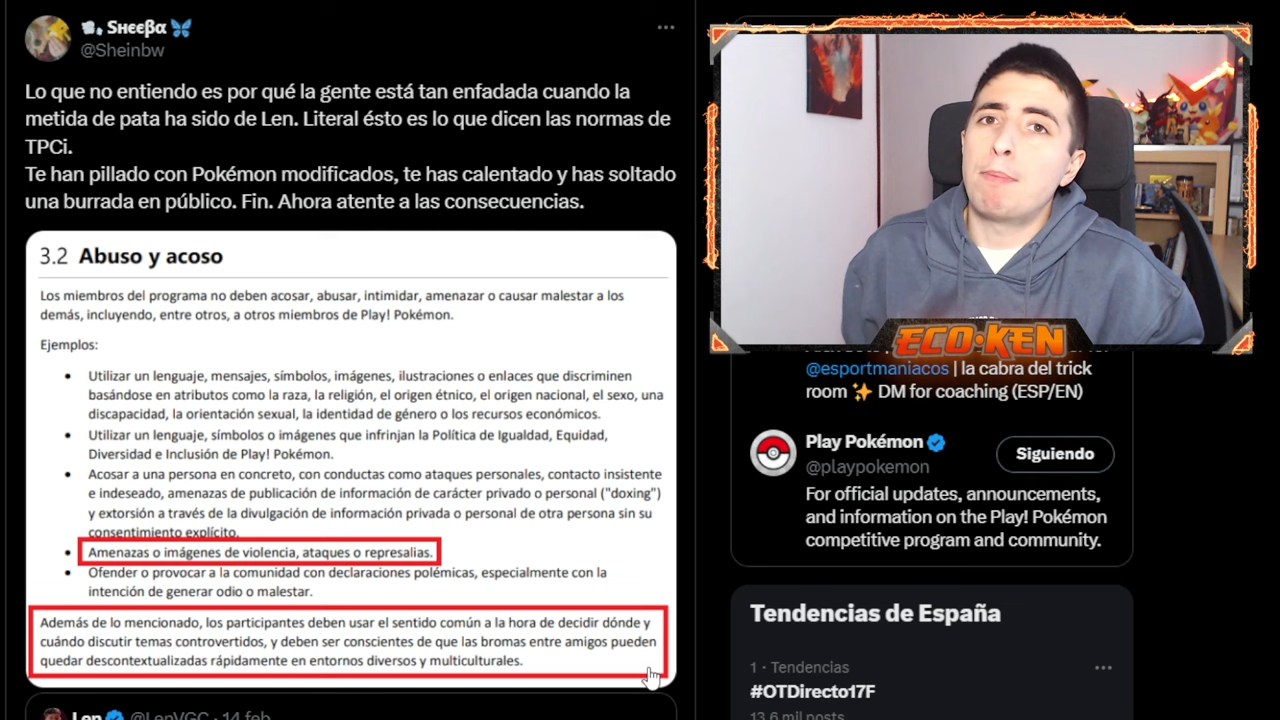 Sʜᴇᴇβα
@Sheinbw
Lo que no entiendo es por qué la gente está tan enfadada cuando la
metida de pata ha sido de Len. Literal ésto es lo que dicen las normas de
TPCi.
Te han pillado con Pokémon modificados, te has calentado y has soltado
una burrada en público. Fin. Ahora atente a las consecuencias.
3.2 Abuso y acoso
Los miembros del programa no deben acosar, abusar, intimidar, amenazar o causar malestar a los
demás, incluyendo, entre otros, a otros miembros de Play! Pokémon.
Ejemplos:
• Utilizar un lenguaje, mensajes, símbolos, imágenes, ilustraciones o enlaces que discriminen
basándose en atributos como la raza, la religión, el origen étnico, el origen nacional, el sexo, una
discapacidad, la orientación sexual, la identidad de género o los recursos económicos.
• Utilizar un lenguaje, símbolos o imágenes que infrinjan la Política de Igualdad, Equidad,
Diversidad e Inclusión de Play! Pokémon.
• Acosar a una persona en concreto, con conductas como ataques personales, contacto insistente
e indeseado, amenazas de publicación de información de carácter privado o personal ("doxing")
y extorsión a través de la divulgación de información privada o personal de otra persona sin su
consentimiento explícito.
• Amenazas o imágenes de violencia, ataques o represalias.
• Ofender o provocar a la comunidad con declaraciones polémicas, especialmente con la
intención de generar odio o malestar.
Además de lo mencionado, los participantes deben usar el sentido común a la hora de decidir dónde y
cuándo discutir temas controvertidos, y deben ser conscientes de que las bromas entre amigos pueden
quedar descontextualizadas rápidamente en entornos diversos y multiculturales.
Len @LenVGC · 14 feb
ECO·KEN
@esportmaniacos | la cabra del trick
room ✨ DM for coaching (ESP/EN)
Play Pokémon
@playpokemon
Siguiendo
For official updates, announcements,
and information on the Play! Pokémon
competitive program and community.
Tendencias de España
1 · Tendencias
#OTDirecto17F
13,6 mil posts